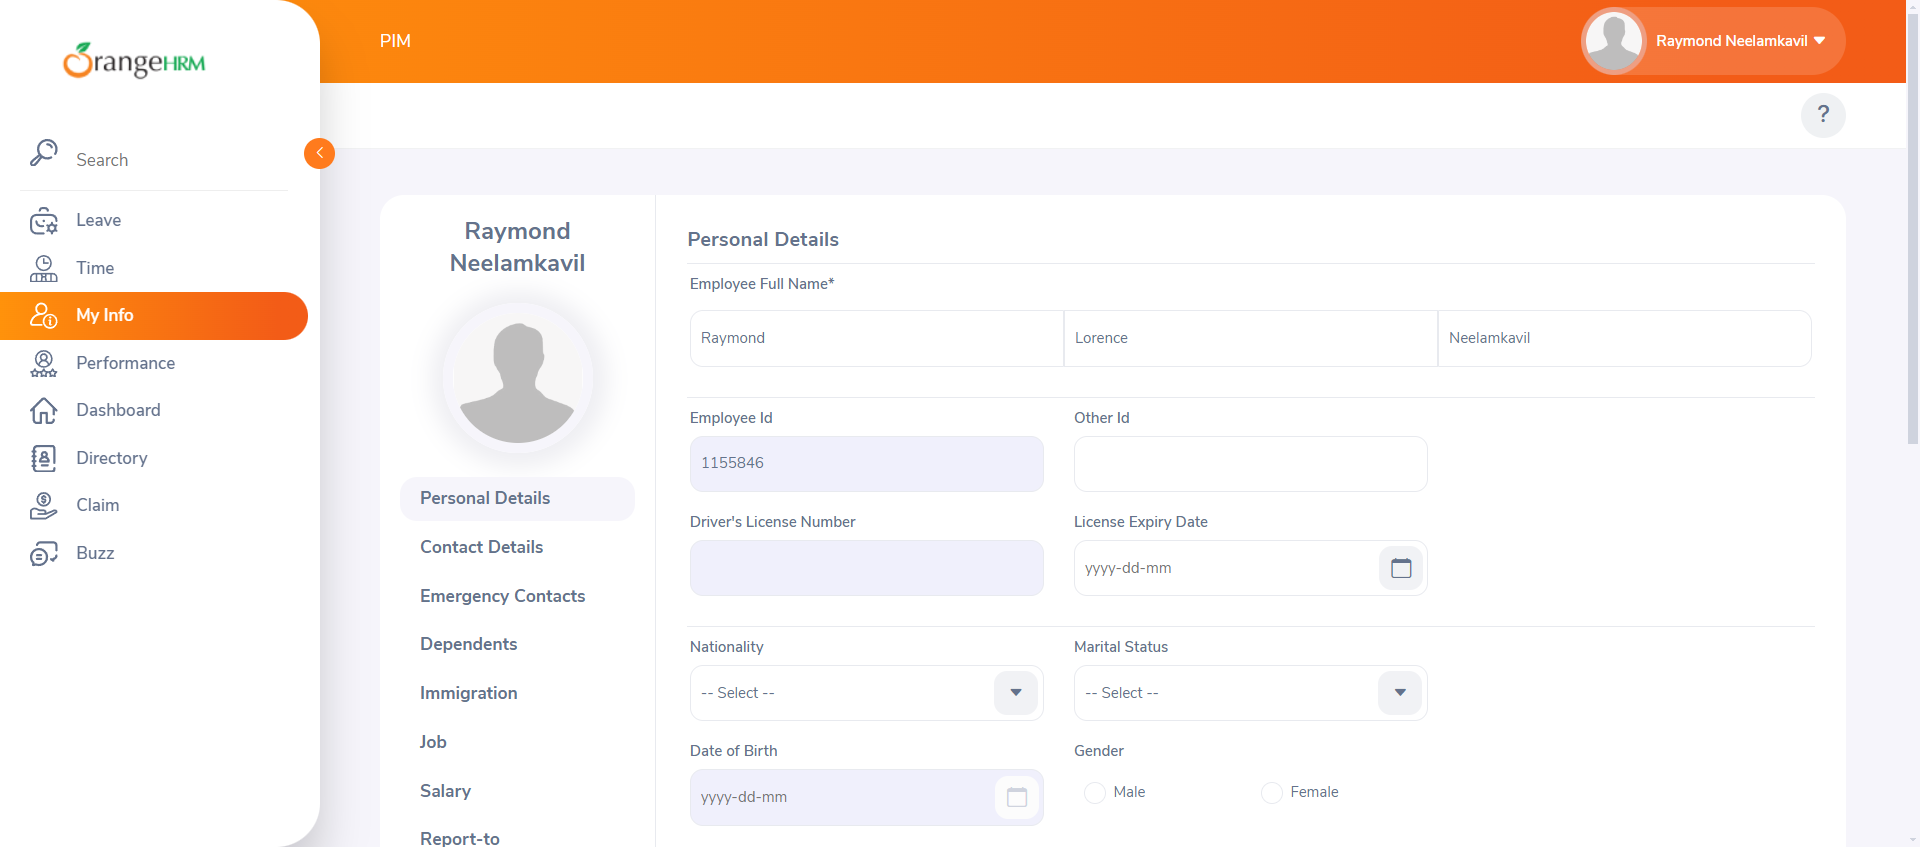 OrangeHRM
PIM
Raymond Neelamkavil
?
Search
Leave
Time
My Info
Performance
Dashboard
Directory
Claim
Buzz
Raymond
Neelamkavil
Personal Details
Contact Details
Emergency Contacts
Dependents
Immigration
Job
Salary
Report-to
Personal Details
Employee Full Name*
Raymond Lorence Neelamkavil
Employee Id Other Id
1155846
Driver's License Number License Expiry Date
yyyy-dd-mm
Nationality Marital Status
-- Select -- -- Select --
Date of Birth Gender
yyyy-dd-mm Male Female